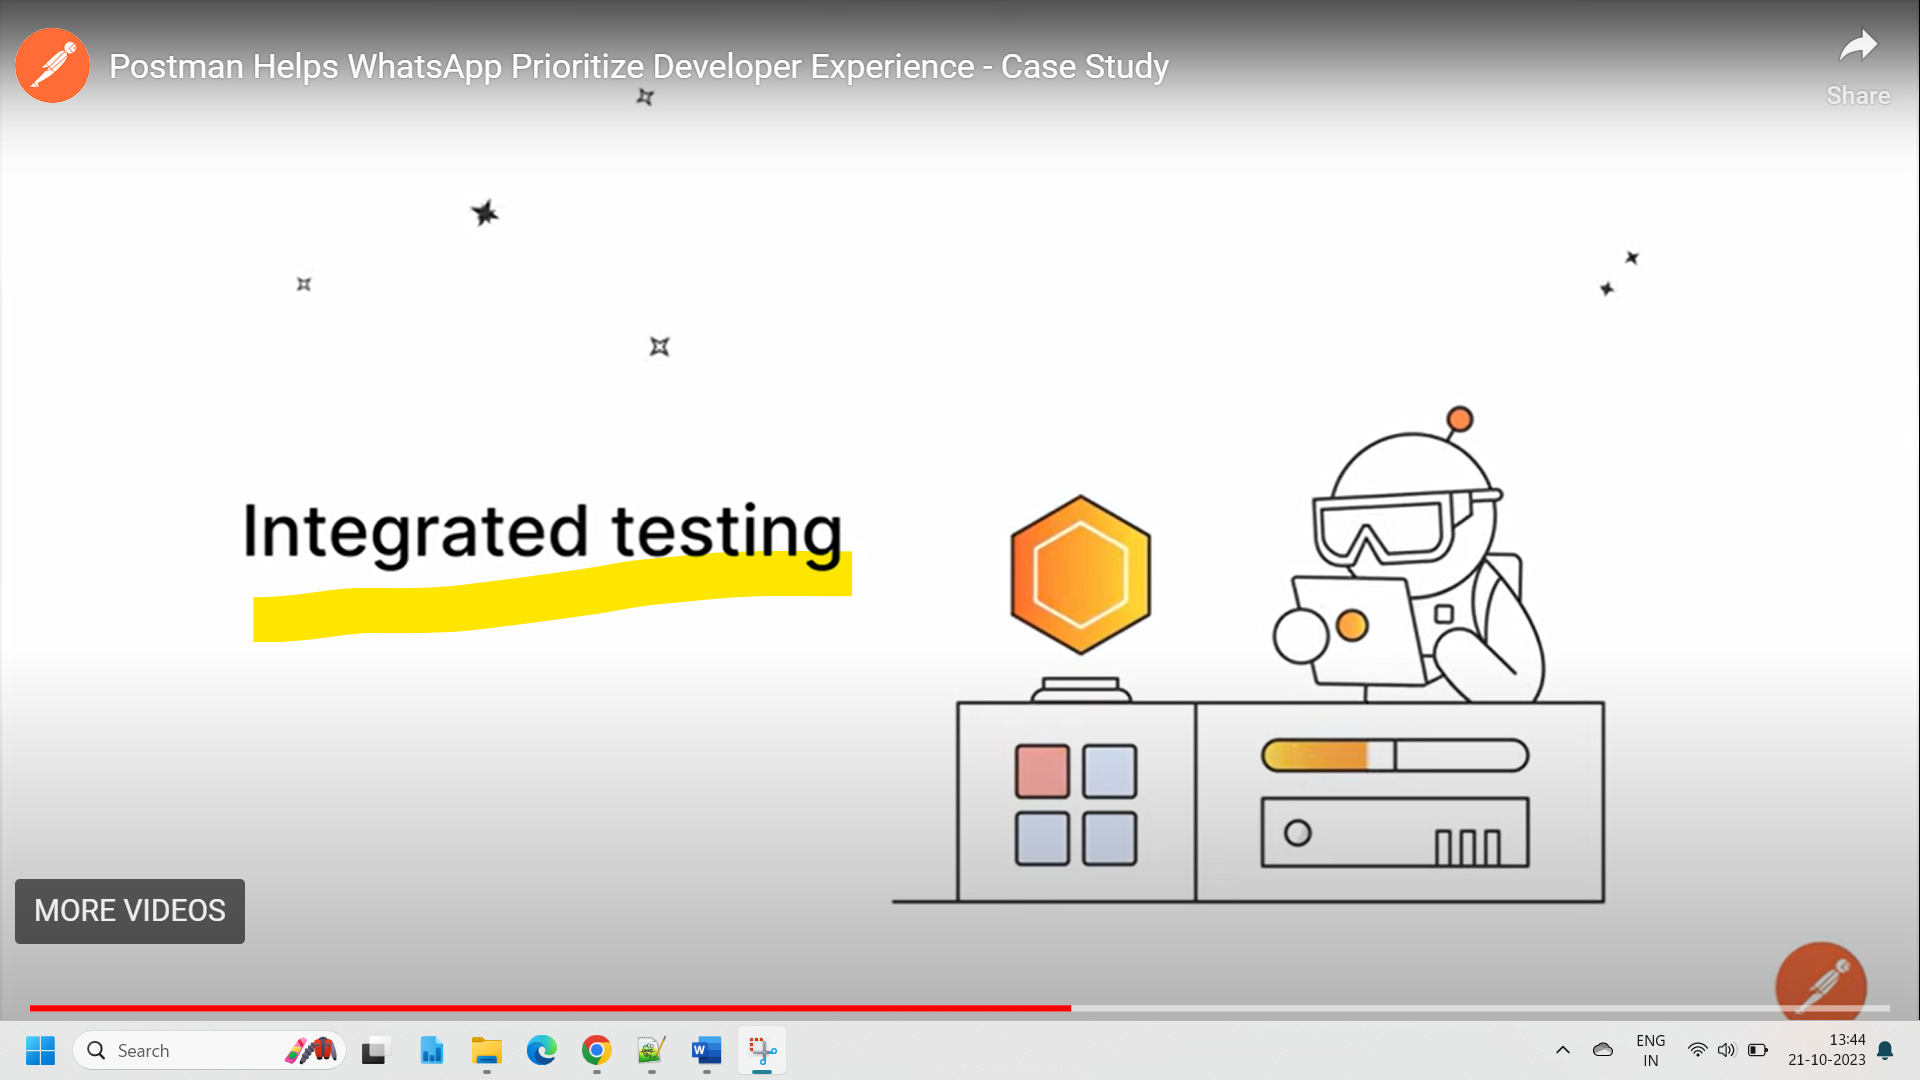 Postman Helps WhatsApp Prioritize Developer Experience - Case Study
Share
Integrated testing
MORE VIDEOS
Search
ENG
IN
13:44
21-10-2023